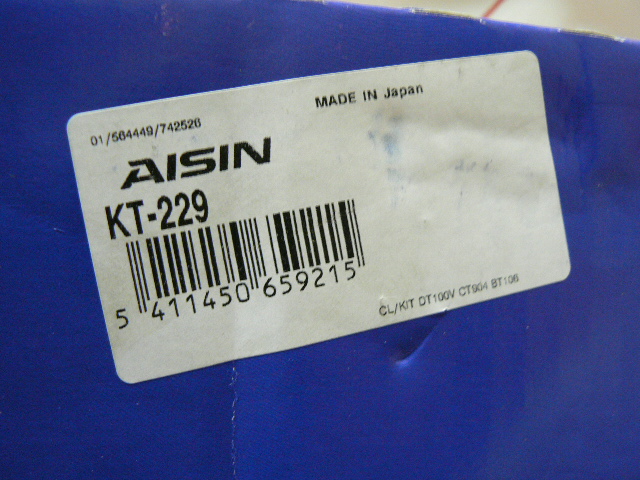 01/564449/742526
MADE IN Japan
AISIN
KT-229
5 411450 659215
CL/KIT DT100V CT904 BT106